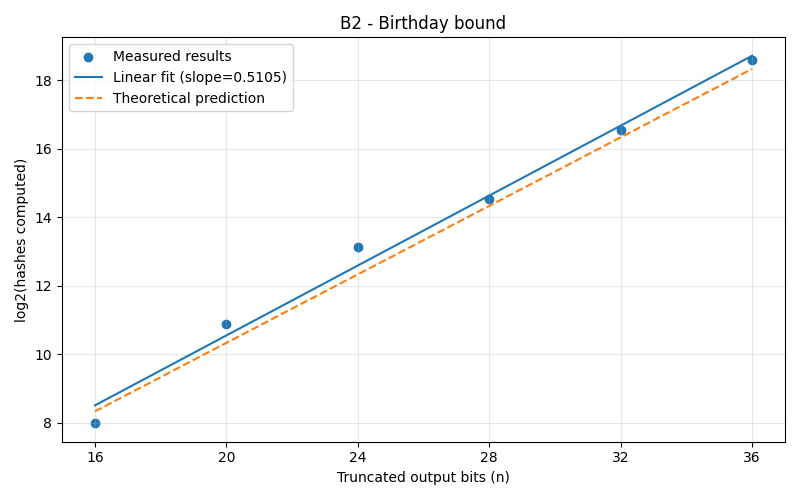 B2 - Birthday bound
Measured results
Linear fit (slope=0.5105)
Theoretical prediction
log2(hashes computed)
18
16
14
12
10
8
16 20 24 28 32 36
Truncated output bits (n)